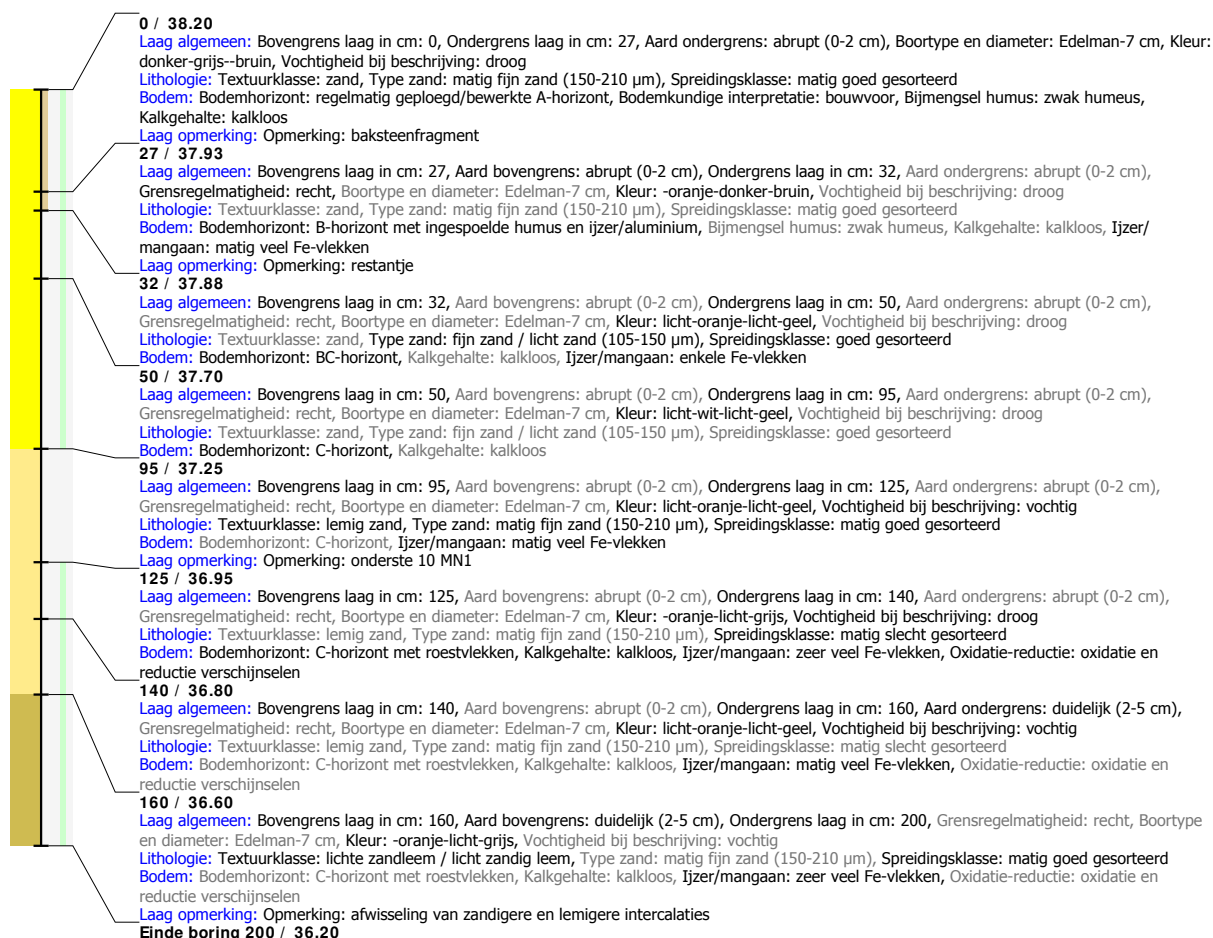 0 / 38.20
Laag algemeen: Bovengrens laag in cm: 0, Ondergrens laag in cm: 27, Aard ondergrens: abrupt (0-2 cm), Boortype en diameter: Edelman-7 cm, Kleur:
donker-grijs--bruin, Vochtigheid bij beschrijving: droog
Lithologie: Textuurklasse: zand, Type zand: matig fijn zand (150-210 µm), Spreidingsklasse: matig goed gesorteerd
Bodem: Bodemhorizont: regelmatig geploegd/bewerkte A-horizont, Bodemkundige interpretatie: bouwvoor, Bijmengsel humus: zwak humeus,
Kalkgehalte: kalkloos
Laag opmerking: Opmerking: baksteenfragment
27 / 37.93
Laag algemeen: Bovengrens laag in cm: 27, Aard bovengrens: abrupt (0-2 cm), Ondergrens laag in cm: 32, Aard ondergrens: abrupt (0-2 cm),
Grensregelmatigheid: recht, Boortype en diameter: Edelman-7 cm, Kleur: -oranje-donker-bruin, Vochtigheid bij beschrijving: droog
Lithologie: Textuurklasse: zand, Type zand: matig fijn zand (150-210 µm), Spreidingsklasse: matig goed gesorteerd
Bodem: Bodemhorizont: B-horizont met ingespoelde humus en ijzer/aluminium, Bijmengsel humus: zwak humeus, Kalkgehalte: kalkloos, Ijzer/
mangaan: matig veel Fe-vlekken
Laag opmerking: Opmerking: restantje
32 / 37.88
Laag algemeen: Bovengrens laag in cm: 32, Aard bovengrens: abrupt (0-2 cm), Ondergrens laag in cm: 50, Aard ondergrens: abrupt (0-2 cm),
Grensregelmatigheid: recht, Boortype en diameter: Edelman-7 cm, Kleur: licht-oranje-licht-geel, Vochtigheid bij beschrijving: droog
Lithologie: Textuurklasse: zand, Type zand: fijn zand / licht zand (105-150 µm), Spreidingsklasse: goed gesorteerd
Bodem: Bodemhorizont: BC-horizont, Kalkgehalte: kalkloos, Ijzer/mangaan: enkele Fe-vlekken
50 / 37.70
Laag algemeen: Bovengrens laag in cm: 50, Aard bovengrens: abrupt (0-2 cm), Ondergrens laag in cm: 95, Aard ondergrens: abrupt (0-2 cm),
Grensregelmatigheid: recht, Boortype en diameter: Edelman-7 cm, Kleur: licht-wit-licht-geel, Vochtigheid bij beschrijving: droog
Lithologie: Textuurklasse: zand, Type zand: fijn zand / licht zand (105-150 µm), Spreidingsklasse: goed gesorteerd
Bodem: Bodemhorizont: C-horizont, Kalkgehalte: kalkloos
95 / 37.25
Laag algemeen: Bovengrens laag in cm: 95, Aard bovengrens: abrupt (0-2 cm), Ondergrens laag in cm: 125, Aard ondergrens: abrupt (0-2 cm),
Grensregelmatigheid: recht, Boortype en diameter: Edelman-7 cm, Kleur: licht-oranje-licht-geel, Vochtigheid bij beschrijving: vochtig
Lithologie: Textuurklasse: lemig zand, Type zand: matig fijn zand (150-210 µm), Spreidingsklasse: matig goed gesorteerd
Bodem: Bodemhorizont: C-horizont, Ijzer/mangaan: matig veel Fe-vlekken
Laag opmerking: Opmerking: onderste 10 MN1
125 / 36.95
Laag algemeen: Bovengrens laag in cm: 125, Aard bovengrens: abrupt (0-2 cm), Ondergrens laag in cm: 140, Aard ondergrens: abrupt (0-2 cm),
Grensregelmatigheid: recht, Boortype en diameter: Edelman-7 cm, Kleur: -oranje-licht-grijs, Vochtigheid bij beschrijving: droog
Lithologie: Textuurklasse: lemig zand, Type zand: matig fijn zand (150-210 µm), Spreidingsklasse: matig slecht gesorteerd
Bodem: Bodemhorizont: C-horizont met roestvlekken, Kalkgehalte: kalkloos, Ijzer/mangaan: zeer veel Fe-vlekken, Oxidatie-reductie: oxidatie en
reductie verschijnselen
140 / 36.80
Laag algemeen: Bovengrens laag in cm: 140, Aard bovengrens: abrupt (0-2 cm), Ondergrens laag in cm: 160, Aard ondergrens: duidelijk (2-5 cm),
Grensregelmatigheid: recht, Boortype en diameter: Edelman-7 cm, Kleur: licht-oranje-licht-geel, Vochtigheid bij beschrijving: vochtig
Lithologie: Textuurklasse: lemig zand, Type zand: matig fijn zand (150-210 µm), Spreidingsklasse: matig slecht gesorteerd
Bodem: Bodemhorizont: C-horizont met roestvlekken, Kalkgehalte: kalkloos, Ijzer/mangaan: matig veel Fe-vlekken, Oxidatie-reductie: oxidatie en
reductie verschijnselen
160 / 36.60
Laag algemeen: Bovengrens laag in cm: 160, Aard bovengrens: duidelijk (2-5 cm), Ondergrens laag in cm: 200, Grensregelmatigheid: recht, Boortype
en diameter: Edelman-7 cm, Kleur: -oranje-licht-grijs, Vochtigheid bij beschrijving: vochtig
Lithologie: Textuurklasse: lichte zandleem / licht zandig leem, Type zand: matig fijn zand (150-210 µm), Spreidingsklasse: matig goed gesorteerd
Bodem: Bodemhorizont: C-horizont met roestvlekken, Kalkgehalte: kalkloos, Ijzer/mangaan: zeer veel Fe-vlekken, Oxidatie-reductie: oxidatie en
reductie verschijnselen
Laag opmerking: Opmerking: afwisseling van zandigere en lemigere intercalaties
Einde boring 200 / 36.20